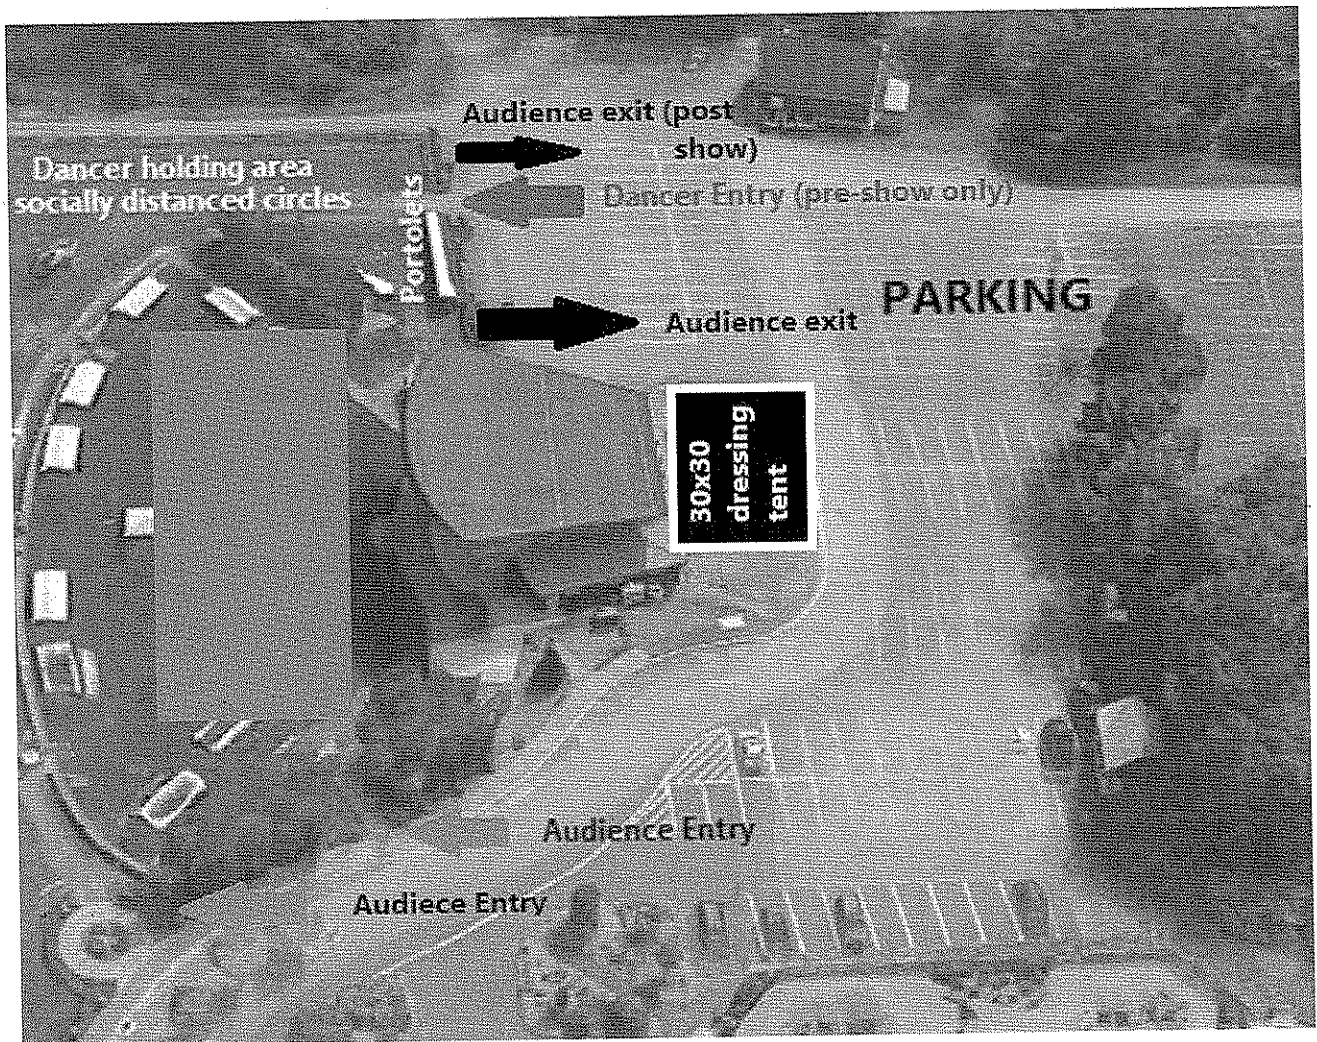 Audience exit (post
show)
Dancer holding area
socially distanced circles
Dancer Entry (pre-show only)
Portolets
PARKING
Audience exit
30x30
dressing
tent
Audience Entry
Audiece Entry